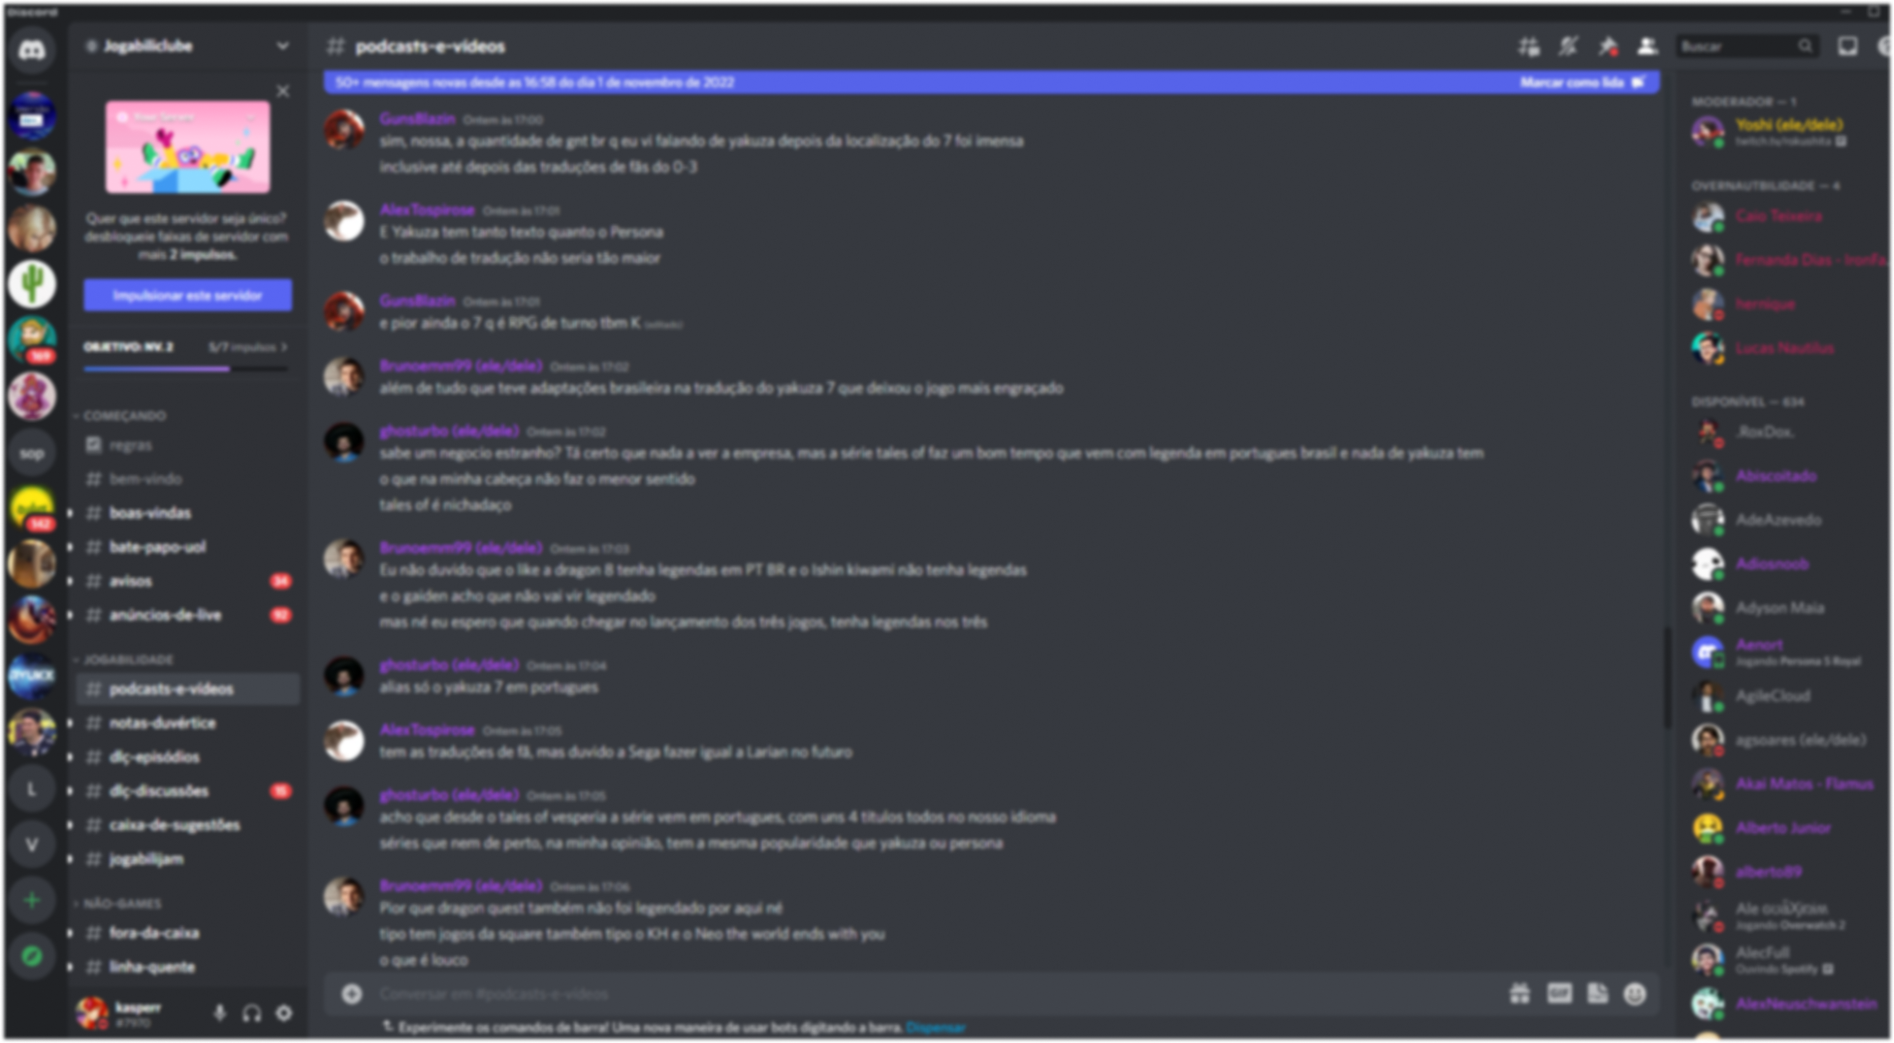 Discord
Jogabiliclube
Quer que este servidor seja único?
desbloqueie faixas de servidor com
mais 2 impulsos.
Impulsionar este servidor
OBJETIVO: NV. 2 5/7 impulsos
COMEÇANDO
regras
bem-vindo
boas-vindas
bate-papo-uol
avisos 34
anúncios-de-live 92
JOGABILIDADE
podcasts-e-vídeos
notas-duvértice
dlç-episódios
dlç-discussões 15
caixa-de-sugestões
jogabilijam
NÃO-GAMES
fora-da-caixa
linha-quente
kasperr
#7970
169
sop
142
L
V
podcasts-e-vídeos
Buscar
50+ mensagens novas desde as 16:58 do dia 1 de novembro de 2022 Marcar como lida
GunsBlazin Ontem às 17:00
sim, nossa, a quantidade de gnt br q eu vi falando de yakuza depois da localização do 7 foi imensa
inclusive até depois das traduções de fãs do 0-3
AlexTospirose Ontem às 17:01
E Yakuza tem tanto texto quanto o Persona
o trabalho de tradução não seria tão maior
GunsBlazin Ontem às 17:01
e pior ainda o 7 q é RPG de turno tbm K (editado)
Brunoemm99 (ele/dele) Ontem às 17:02
além de tudo que teve adaptações brasileira na tradução do yakuza 7 que deixou o jogo mais engraçado
ghosturbo (ele/dele) Ontem às 17:02
sabe um negocio estranho? Tá certo que nada a ver a empresa, mas a série tales of faz um bom tempo que vem com legenda em portugues brasil e nada de yakuza tem
o que na minha cabeça não faz o menor sentido
tales of é nichadaço
Brunoemm99 (ele/dele) Ontem às 17:03
Eu não duvido que o like a dragon 8 tenha legendas em PT BR e o Ishin kiwami não tenha legendas
e o gaiden acho que não vai vir legendado
mas né eu espero que quando chegar no lançamento dos três jogos, tenha legendas nos três
ghosturbo (ele/dele) Ontem às 17:04
alias só o yakuza 7 em portugues
AlexTospirose Ontem às 17:05
tem as traduções de fã, mas duvido a Sega fazer igual a Larian no futuro
ghosturbo (ele/dele) Ontem às 17:05
acho que desde o tales of vesperia a série vem em portugues, com uns 4 titulos todos no nosso idioma
séries que nem de perto, na minha opinião, tem a mesma popularidade que yakuza ou persona
Brunoemm99 (ele/dele) Ontem às 17:06
Pior que dragon quest também não foi legendado por aqui né
tipo tem jogos da square também tipo o KH e o Neo the world ends with you
o que é louco
Conversar em #podcasts-e-vídeos
GIF
Experimente os comandos de barra! Uma nova maneira de usar bots digitando a barra. Dispensar
MODERADOR — 1
Yoshi (ele/dele)
OVERNAUTBILIDADE — 4
Caio Teixeira
Fernanda Dias - IronFa
hernique
Lucas Nautilus
DISPONÍVEL — 634
.RoxDox.
Abiscoitado
AdeAzevedo
Adiosnoob
Adyson Maia
Aenort
Jogando Persona 5 Royal
AgileCloud
agsoares (ele/dele)
Akai Matos - Flamus
Alberto Junior
alberto89
Ale
Jogando Overwatch 2
AlecFull
Ouvindo Spotify
AlexNeuschwanstein